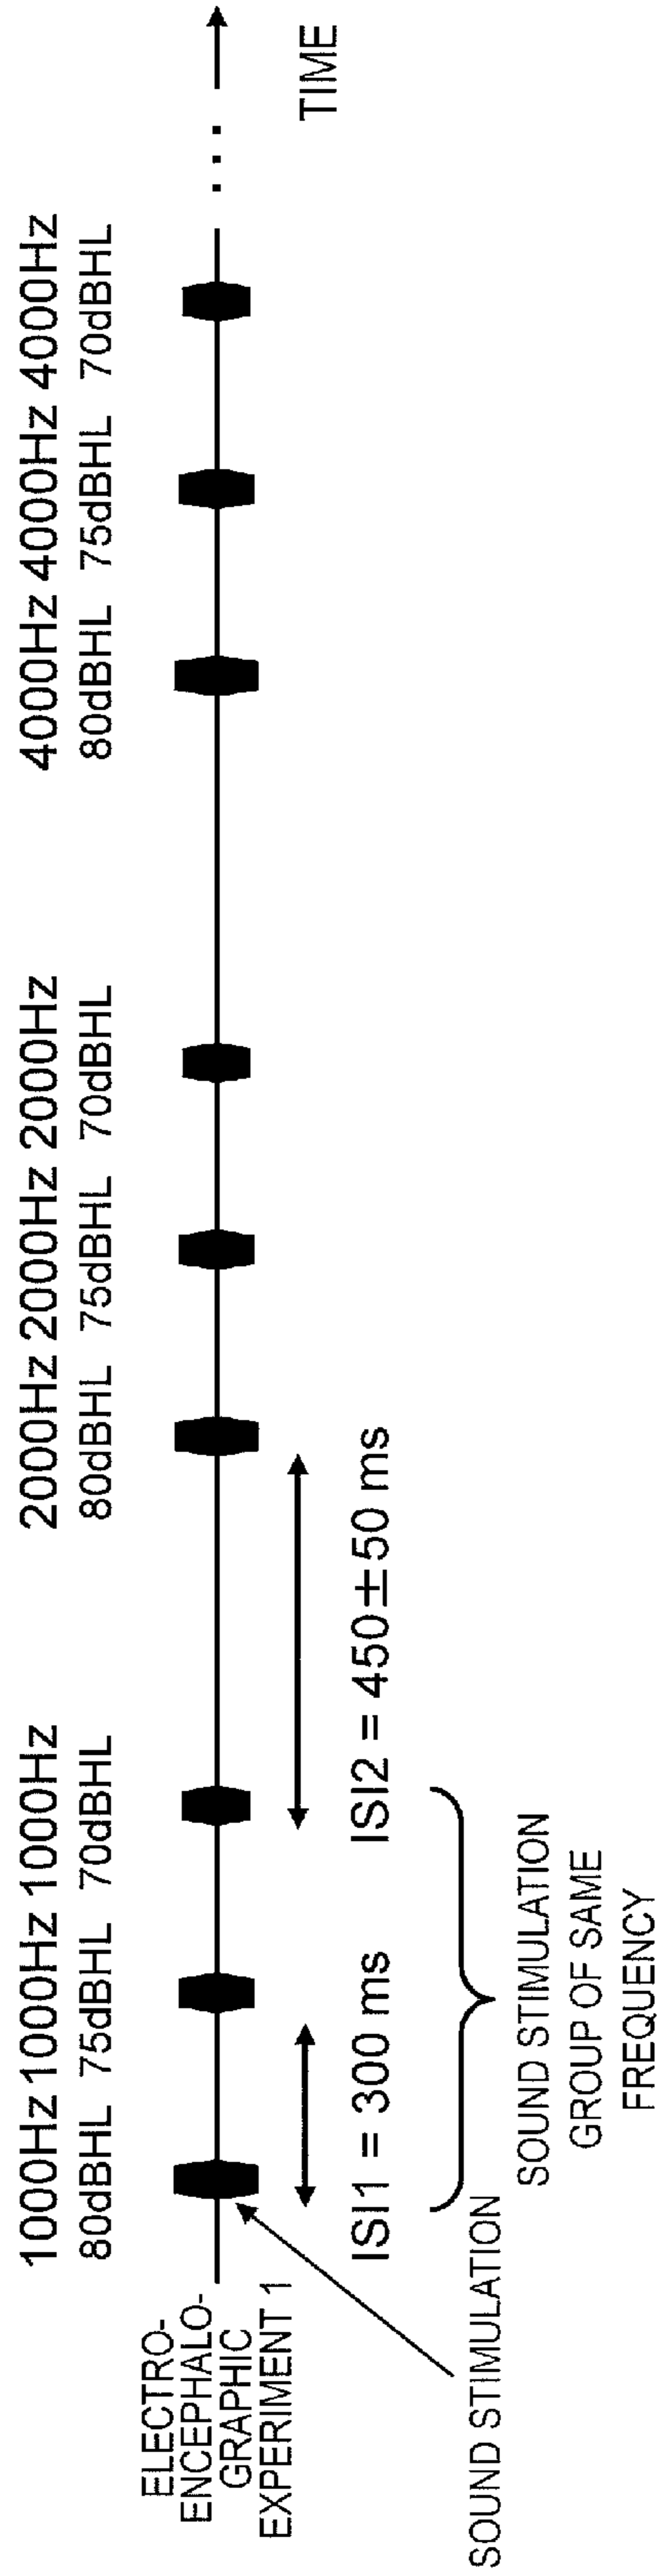 1000Hz 1000Hz 1000Hz 2000Hz 2000Hz 2000Hz 4000Hz 4000Hz 4000Hz
80dBHL 75dBHL 70dBHL 80dBHL 75dBHL 70dBHL 80dBHL 75dBHL 70dBHL
ELECTRO-
ENCEPHALO-
GRAPHIC
EXPERIMENT 1
...
TIME
ISI1 = 300 ms
ISI2 = 450±50 ms
SOUND STIMULATION
SOUND STIMULATION
GROUP OF SAME
FREQUENCY